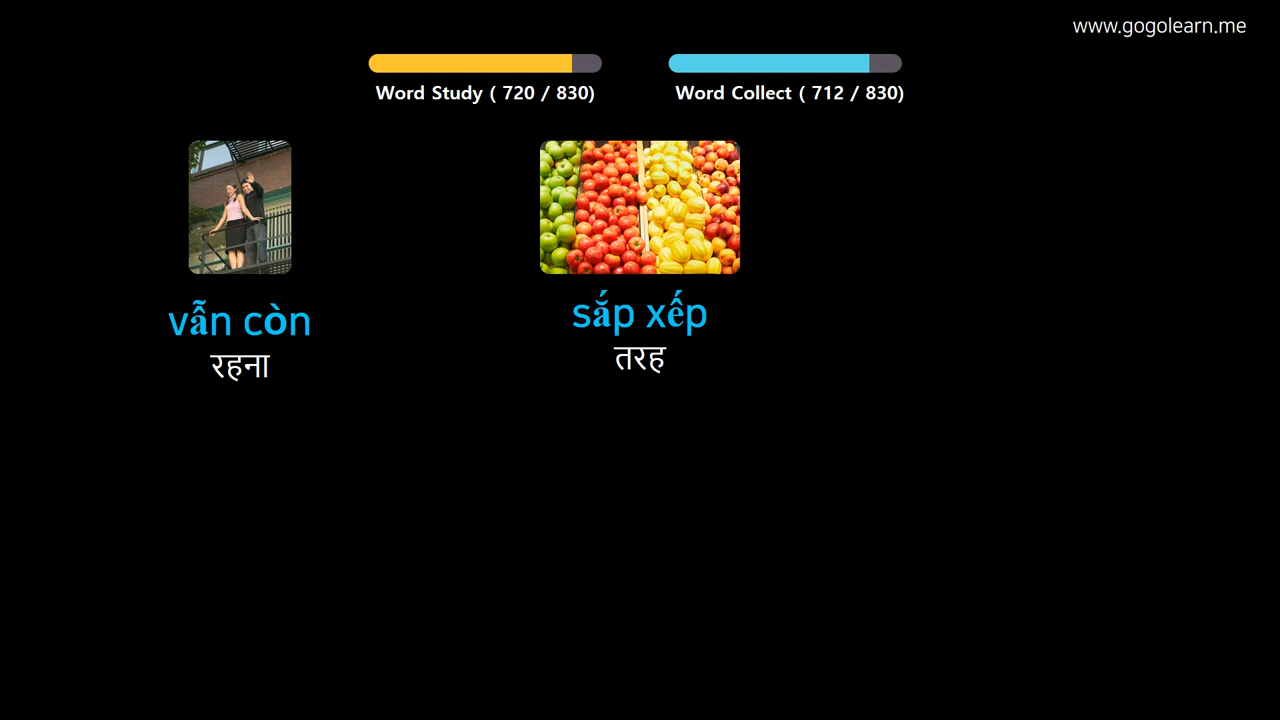 www.gogolearn.me
Word Study ( 720 / 830)
Word Collect ( 712 / 830)
vẫn còn
रहना
sắp xếp
तरह